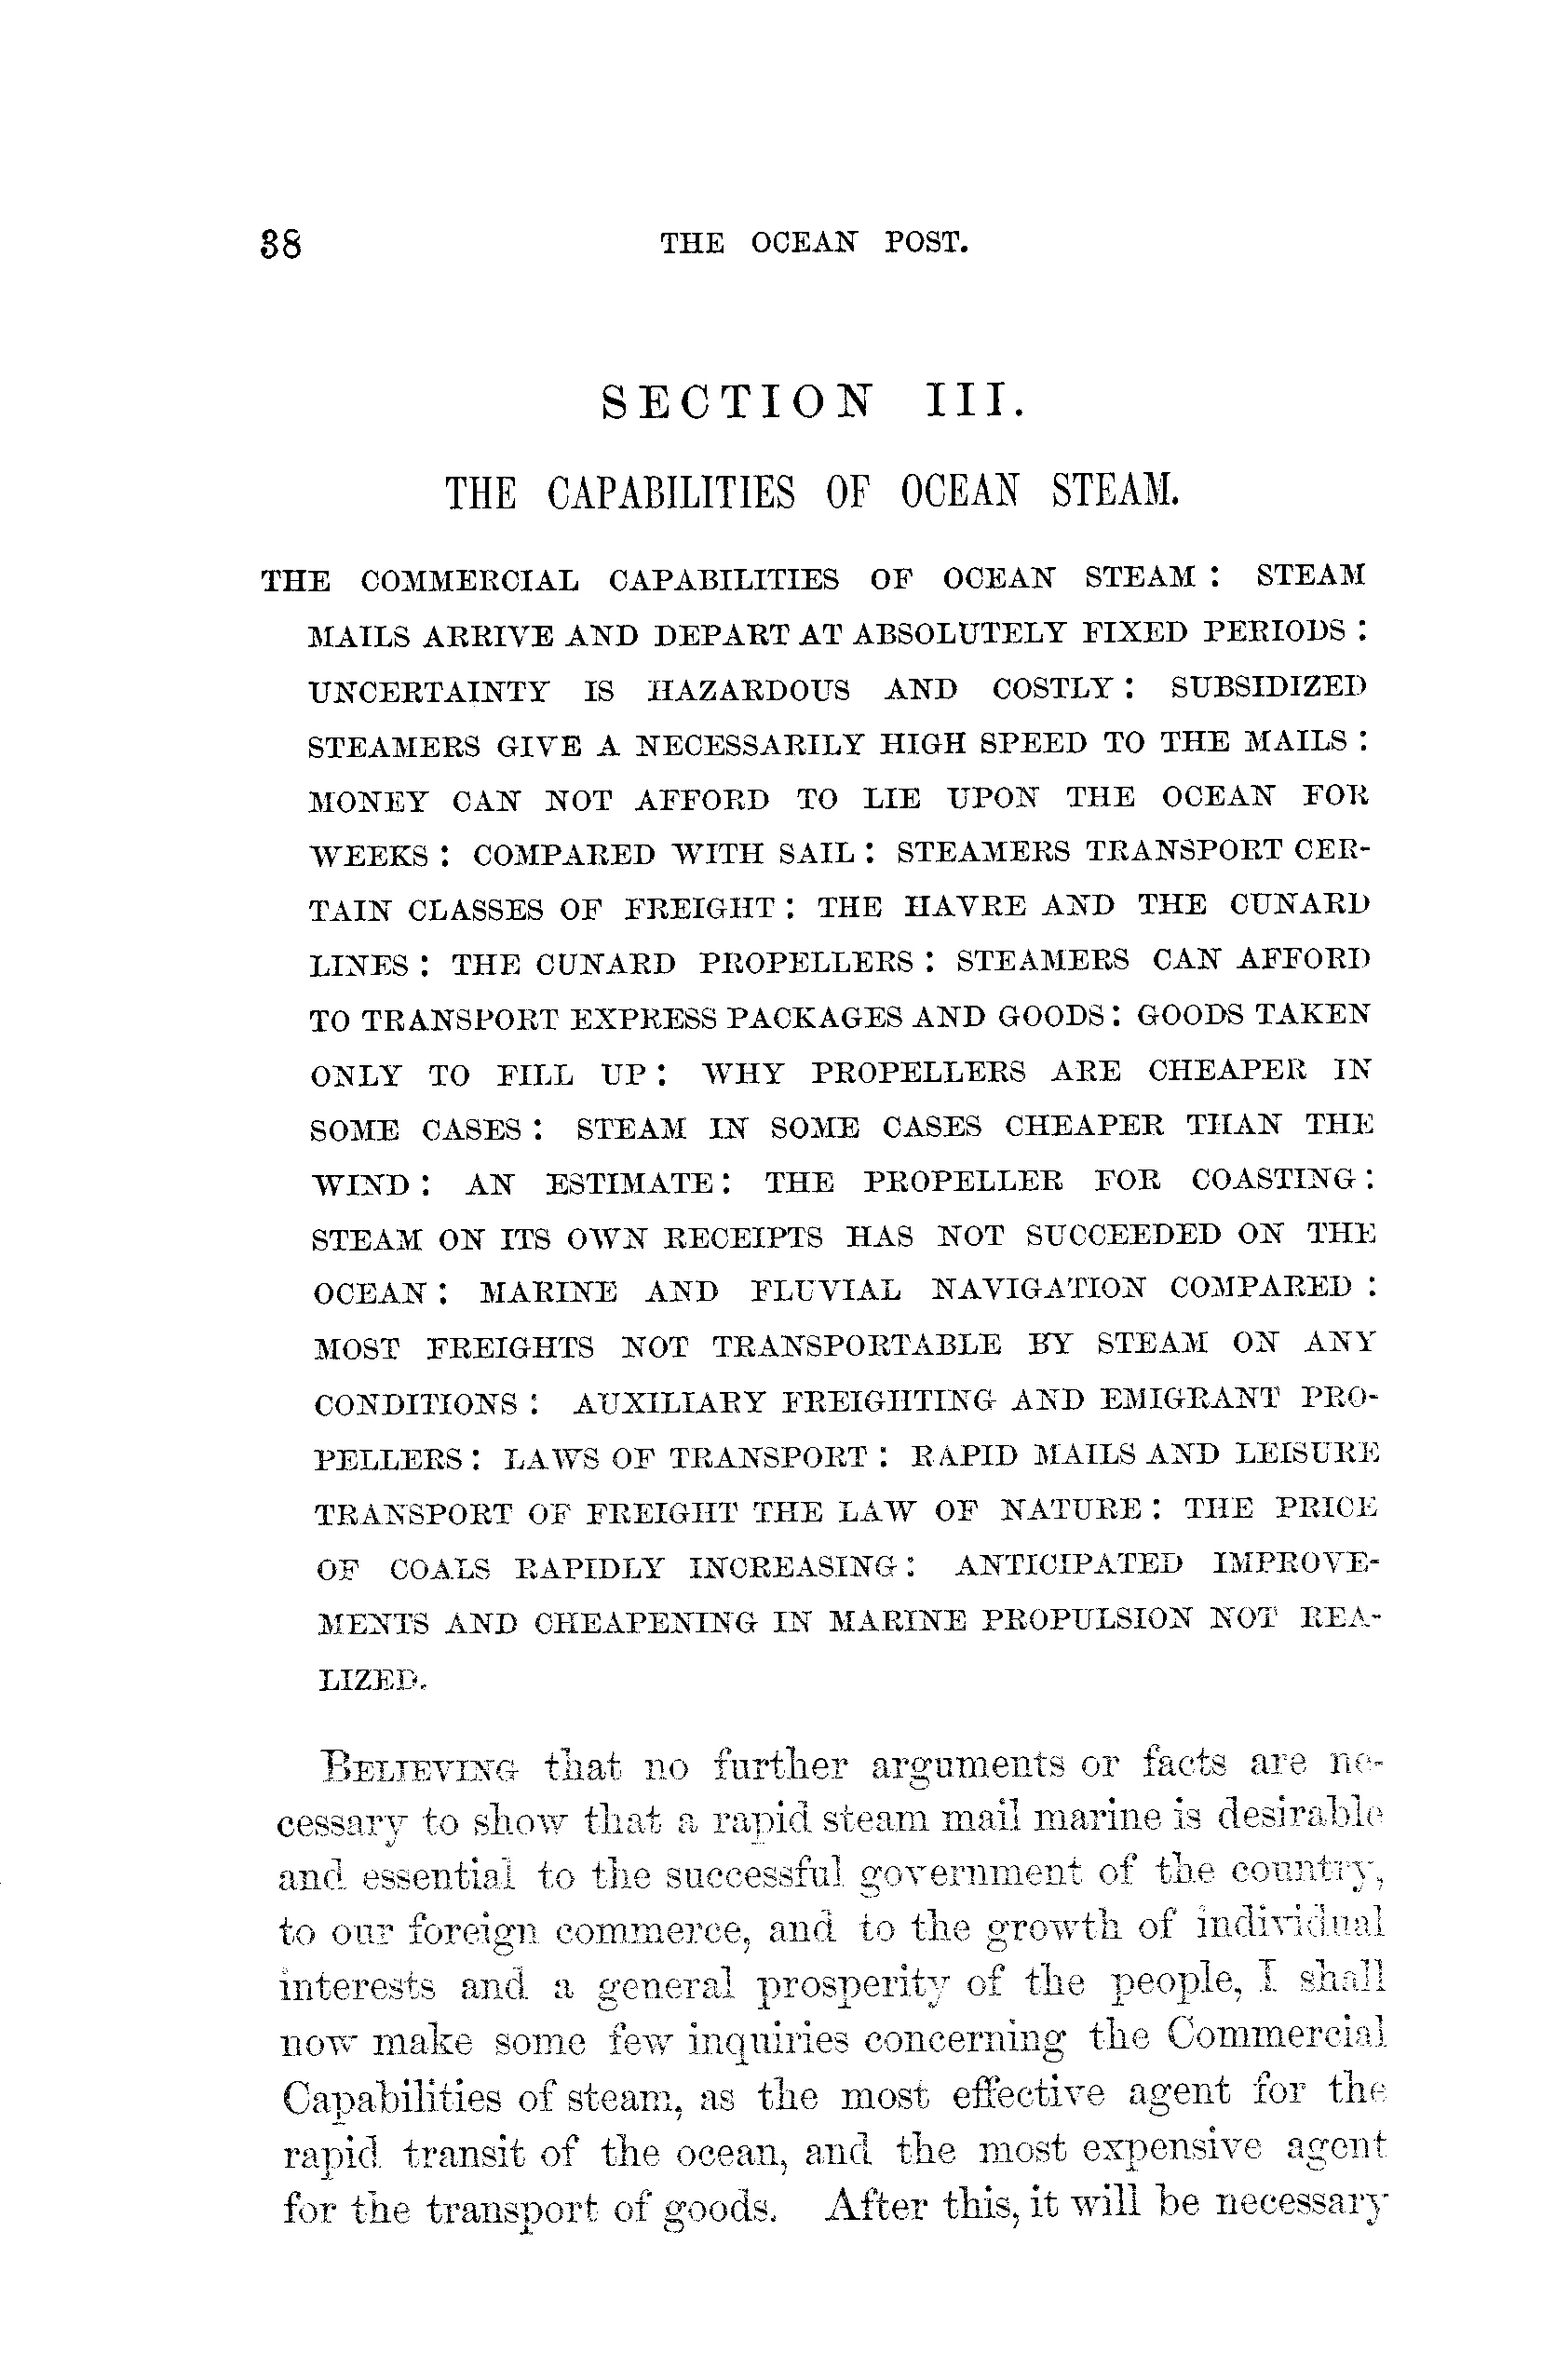 38 THE OCEAN POST.
SECTION III.
THE CAPABILITIES OF OCEAN STEAM.
THE COMMERCIAL CAPABILITIES OF OCEAN STEAM : STEAM
MAILS ARRIVE AND DEPART AT ABSOLUTELY FIXED PERIODS :
UNCERTAINTY IS HAZARDOUS AND COSTLY : SUBSIDIZED
STEAMERS GIVE A NECESSARILY HIGH SPEED TO THE MAILS :
MONEY CAN NOT AFFORD TO LIE UPON THE OCEAN FOR
WEEKS : COMPARED WITH SAIL : STEAMERS TRANSPORT CER-
TAIN CLASSES OF FREIGHT : THE HAVRE AND THE CUNARD
LINES : THE CUNARD PROPELLERS : STEAMERS CAN AFFORD
TO TRANSPORT EXPRESS PACKAGES AND GOODS : GOODS TAKEN
ONLY TO FILL UP : WHY PROPELLERS ARE CHEAPER IN
SOME CASES : STEAM IN SOME CASES CHEAPER THAN THE
WIND : AN ESTIMATE : THE PROPELLER FOR COASTING :
STEAM ON ITS OWN RECEIPTS HAS NOT SUCCEEDED ON THE
OCEAN : MARINE AND FLUVIAL NAVIGATION COMPARED :
MOST FREIGHTS NOT TRANSPORTABLE BY STEAM ON ANY
CONDITIONS : AUXILIARY FREIGHTING AND EMIGRANT PRO-
PELLERS : LAWS OF TRANSPORT : RAPID MAILS AND LEISURE
TRANSPORT OF FREIGHT THE LAW OF NATURE : THE PRICE
OF COALS RAPIDLY INCREASING : ANTICIPATED IMPROVE-
MENTS AND CHEAPENING IN MARINE PROPULSION NOT REA-
LIZED.
BELIEVING that no further arguments or facts are ne-
cessary to show that a rapid steam mail marine is desirable
and essential to the successful government of the country,
to our foreign commerce, and to the growth of individual
interests and a general prosperity of the people, I shall
now make some few inquiries concerning the Commercial
Capabilities of steam, as the most effective agent for the
rapid transit of the ocean, and the most expensive agent
for the transport of goods. After this, it will be necessary